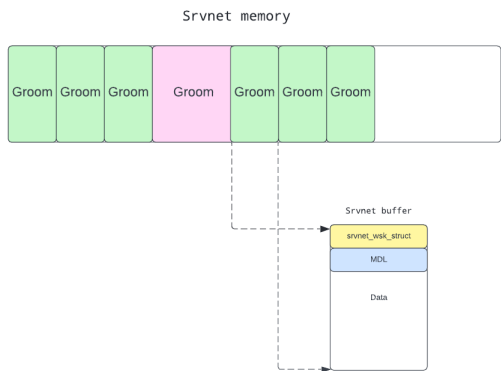 Srvnet memory
Groom Groom Groom Groom Groom Groom Groom
Srvnet buffer
srvnet_wsk_struct
MDL
Data